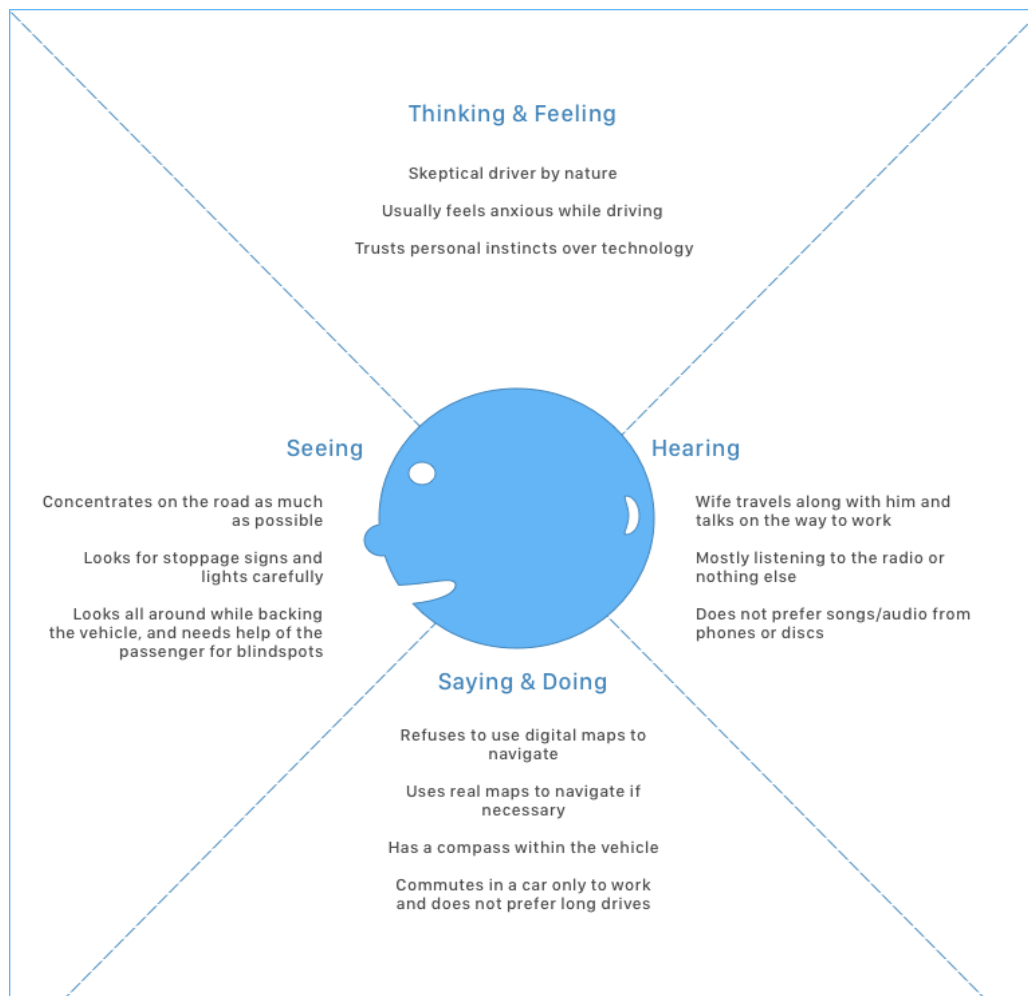 Thinking & Feeling
Skeptical driver by nature
Usually feels anxious while driving
Trusts personal instincts over technology
Seeing
Concentrates on the road as much
as possible
Looks for stoppage signs and
lights carefully
Looks all around while backing
the vehicle, and needs help of the
passenger for blindspots
Hearing
Wife travels along with him and
talks on the way to work
Mostly listening to the radio or
nothing else
Does not prefer songs/audio from
phones or discs
Saying & Doing
Refuses to use digital maps to
navigate
Uses real maps to navigate if
necessary
Has a compass within the vehicle
Commutes in a car only to work
and does not prefer long drives